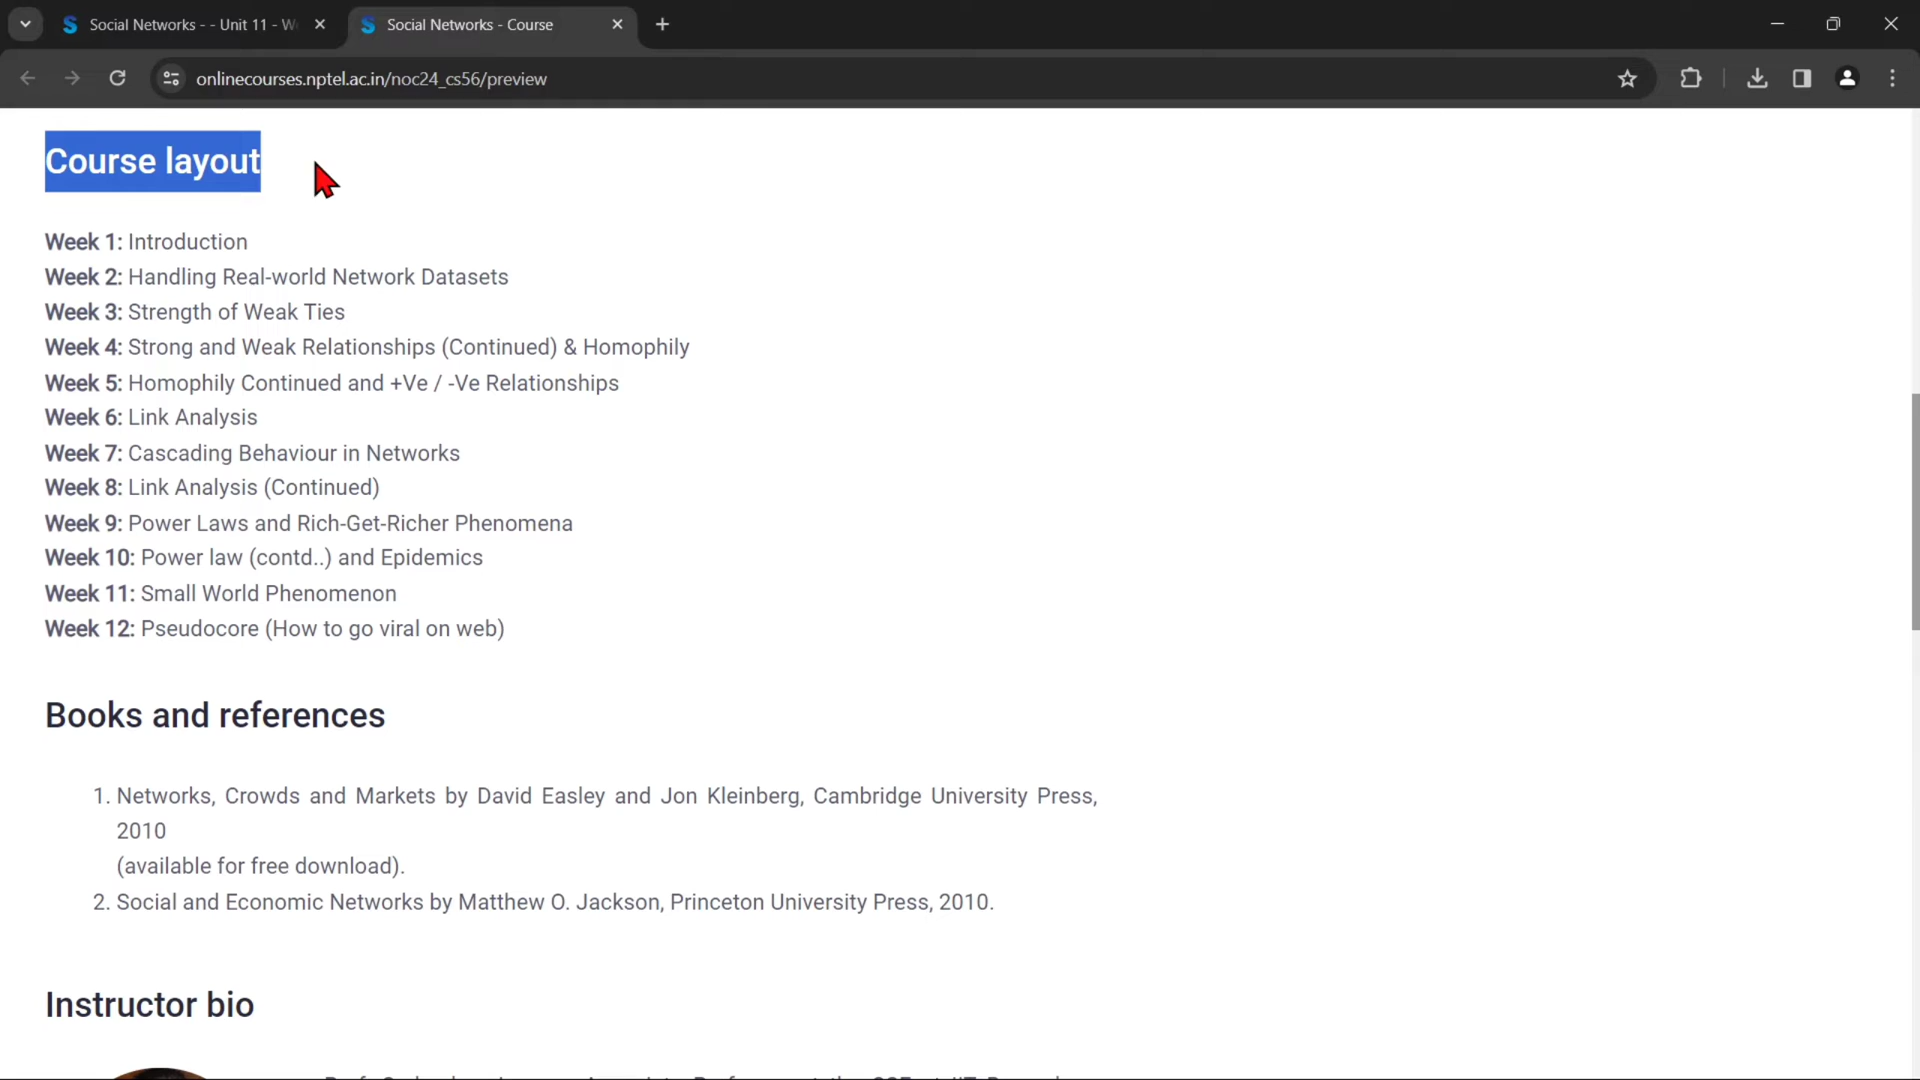 Social Networks - - Unit 11 - W
Social Networks - Course
onlinecourses.nptel.ac.in/noc24_cs56/preview
Course layout
Week 1: Introduction
Week 2: Handling Real-world Network Datasets
Week 3: Strength of Weak Ties
Week 4: Strong and Weak Relationships (Continued) & Homophily
Week 5: Homophily Continued and +Ve / -Ve Relationships
Week 6: Link Analysis
Week 7: Cascading Behaviour in Networks
Week 8: Link Analysis (Continued)
Week 9: Power Laws and Rich-Get-Richer Phenomena
Week 10: Power law (contd..) and Epidemics
Week 11: Small World Phenomenon
Week 12: Pseudocore (How to go viral on web)
Books and references
1. Networks, Crowds and Markets by David Easley and Jon Kleinberg, Cambridge University Press,
2010
(available for free download).
2. Social and Economic Networks by Matthew O. Jackson, Princeton University Press, 2010.
Instructor bio